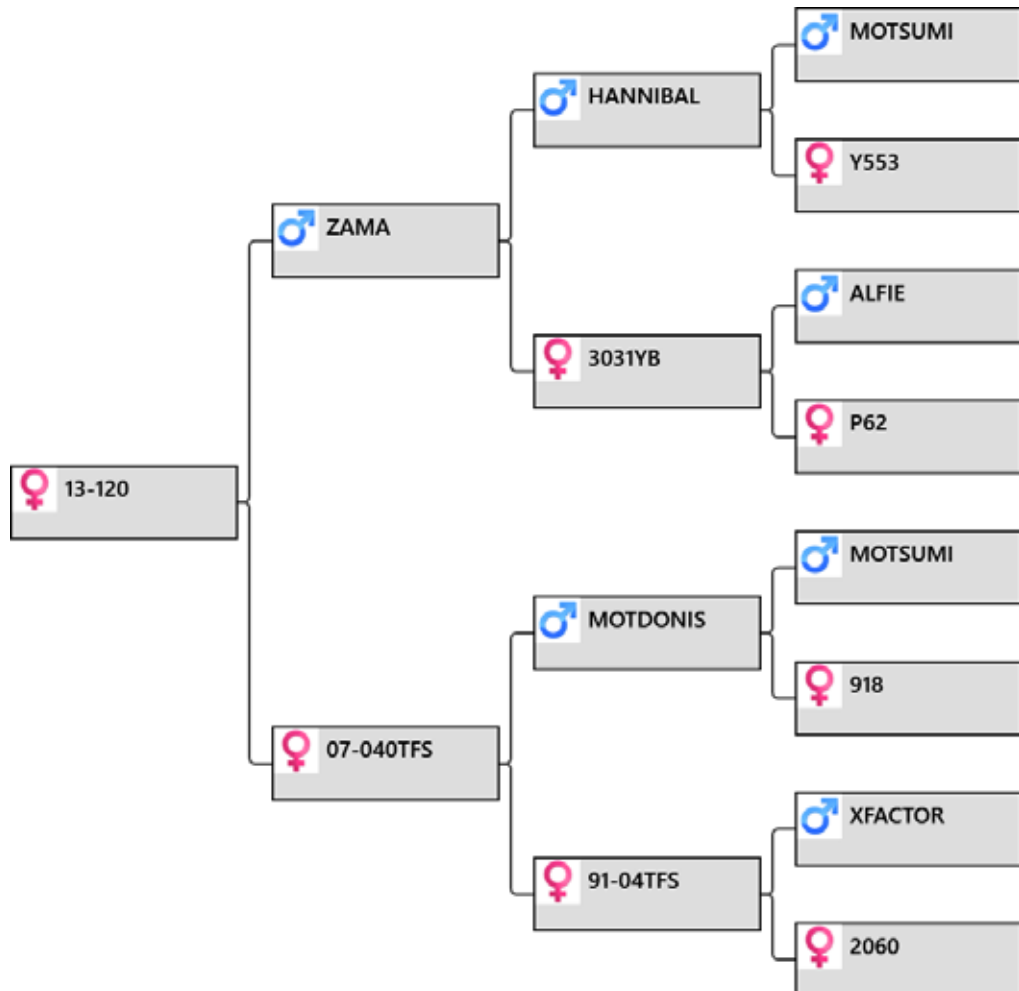 MOTSUMI
HANNIBAL
Y553
ZAMA
ALFIE
3031YB
P62
13-120
MOTSUMI
MOTDONIS
918
07-040TFS
XFACTOR
91-04TFS
2060